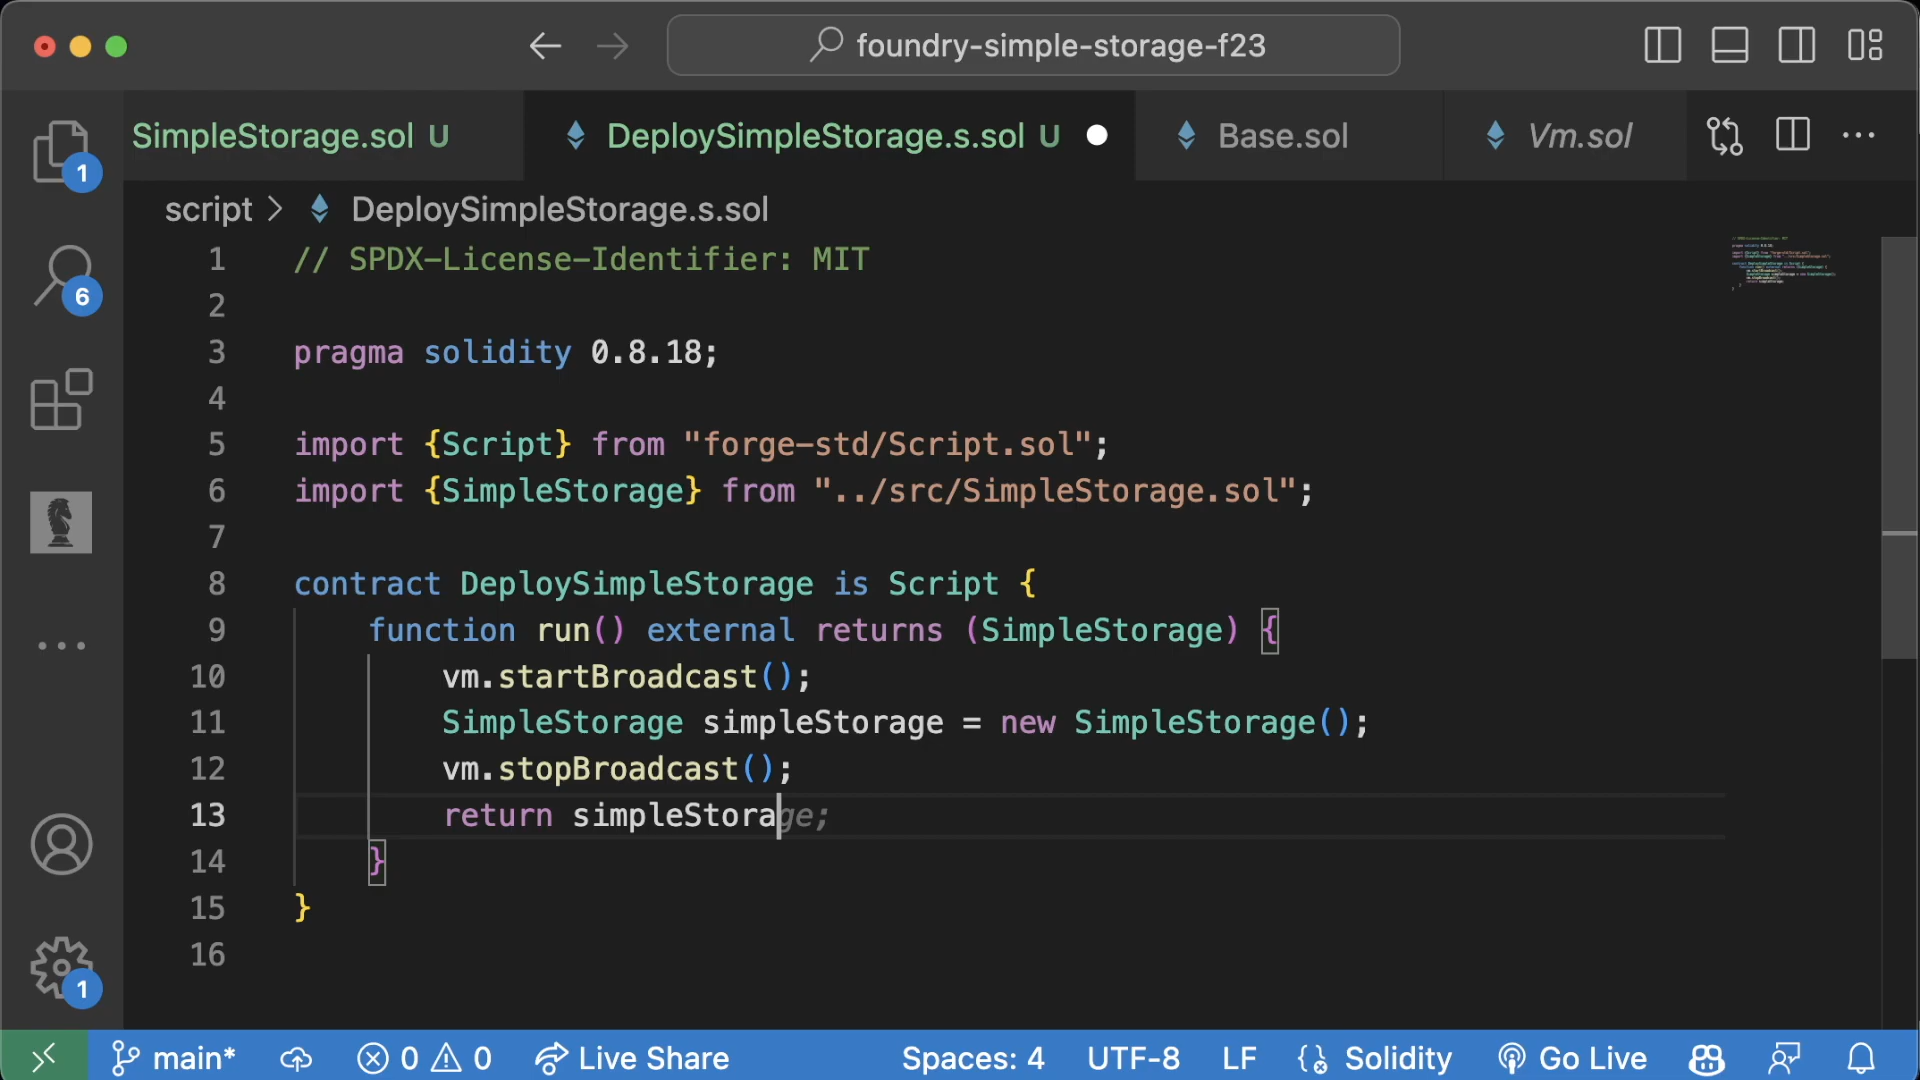 foundry-simple-storage-f23
SimpleStorage.sol U
DeploySimpleStorage.s.sol U
Base.sol
Vm.sol
script > DeploySimpleStorage.s.sol
1 // SPDX-License-Identifier: MIT
2
3 pragma solidity 0.8.18;
4
5 import {Script} from "forge-std/Script.sol";
6 import {SimpleStorage} from "../src/SimpleStorage.sol";
7
8 contract DeploySimpleStorage is Script {
9 function run() external returns (SimpleStorage) {
10 vm.startBroadcast();
11 SimpleStorage simpleStorage = new SimpleStorage();
12 vm.stopBroadcast();
13 return simpleStorage;
14 }
15 }
16
1
6
1
main* 0 0 Live Share Spaces: 4 UTF-8 LF Solidity Go Live